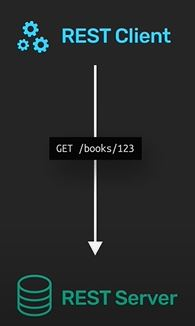 REST Client
GET /books/123
REST Server